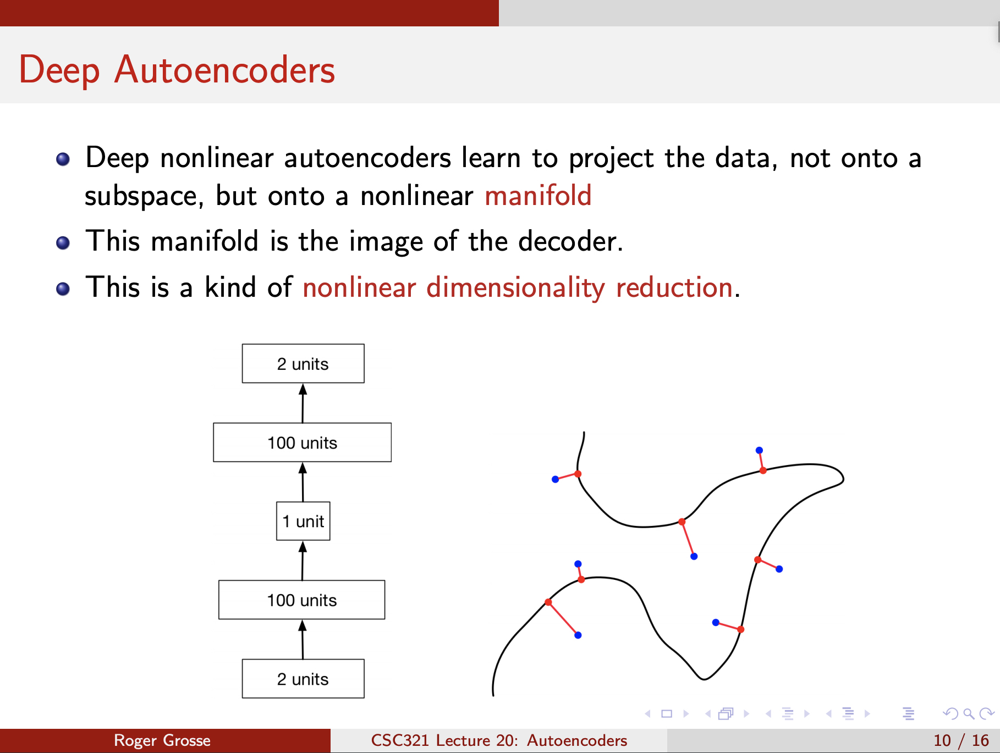 Deep Autoencoders
Deep nonlinear autoencoders learn to project the data, not onto a
subspace, but onto a nonlinear manifold
This manifold is the image of the decoder.
This is a kind of nonlinear dimensionality reduction.
2 units
100 units
1 unit
100 units
2 units
Roger Grosse
CSC321 Lecture 20: Autoencoders
10 / 16